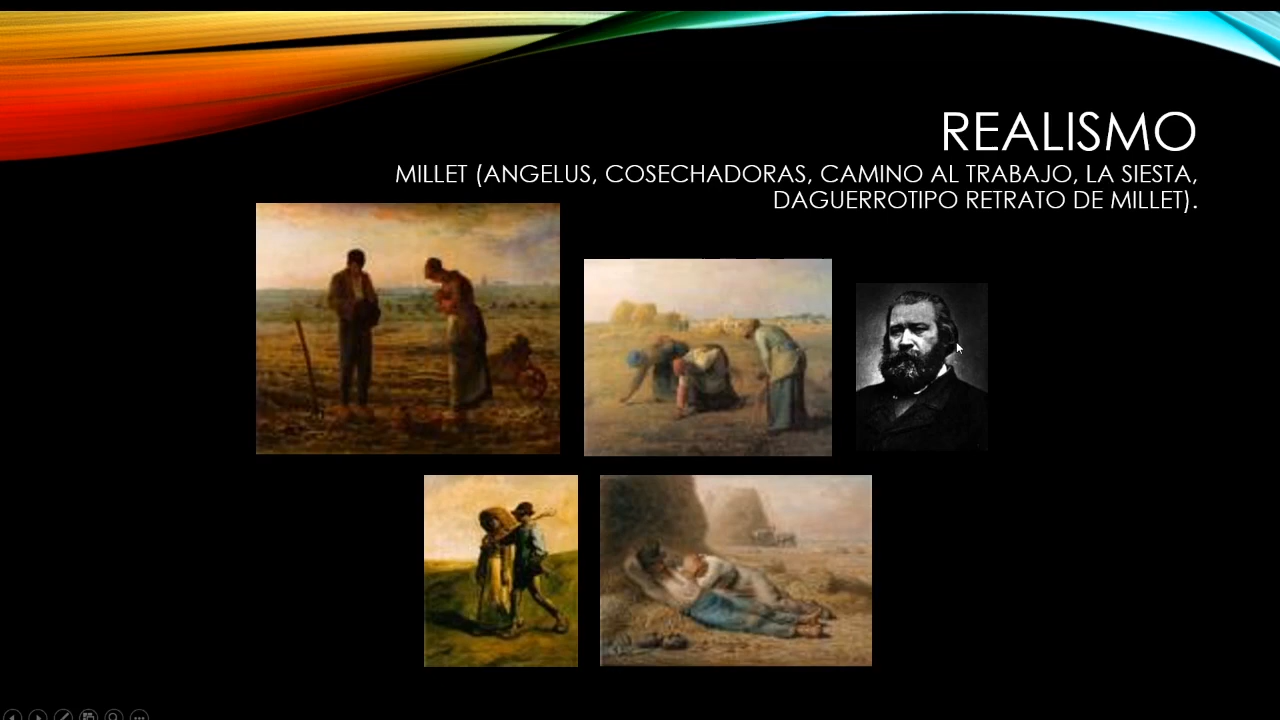 REALISMO
MILLET (ANGELUS, COSECHADORAS, CAMINO AL TRABAJO, LA SIESTA,
DAGUERROTIPO RETRATO DE MILLET).